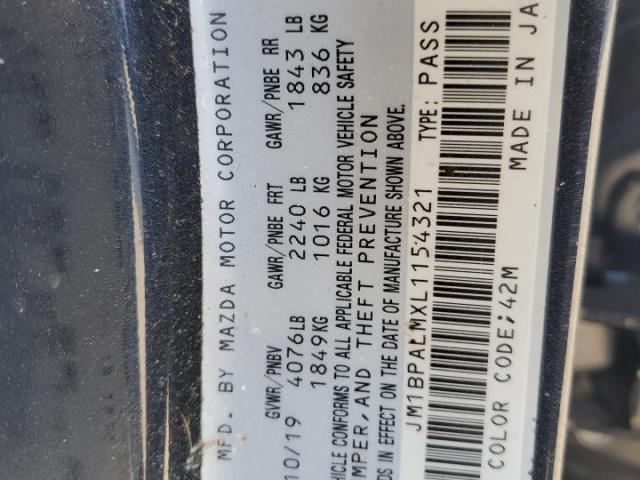 MFD. BY MAZDA MOTOR CORPORATION
GVWR/PNBV GAWR/PNBE FRT GAWR/PNBE RR
10/19 4076LB 2240 LB 1843 LB
1849KG 1016 KG 836 KG
HICLE CONFORMS TO ALL APPLICABLE FEDERAL MOTOR VEHICLE SAFETY
MPER, AND THEFT PREVENTION
DS IN EFFECT ON THE DATE OF MANUFACTURE SHOWN ABOVE.
JM1BPALMXL1154321 TYPE: PASS
COLOR CODE;42M MADE IN JA